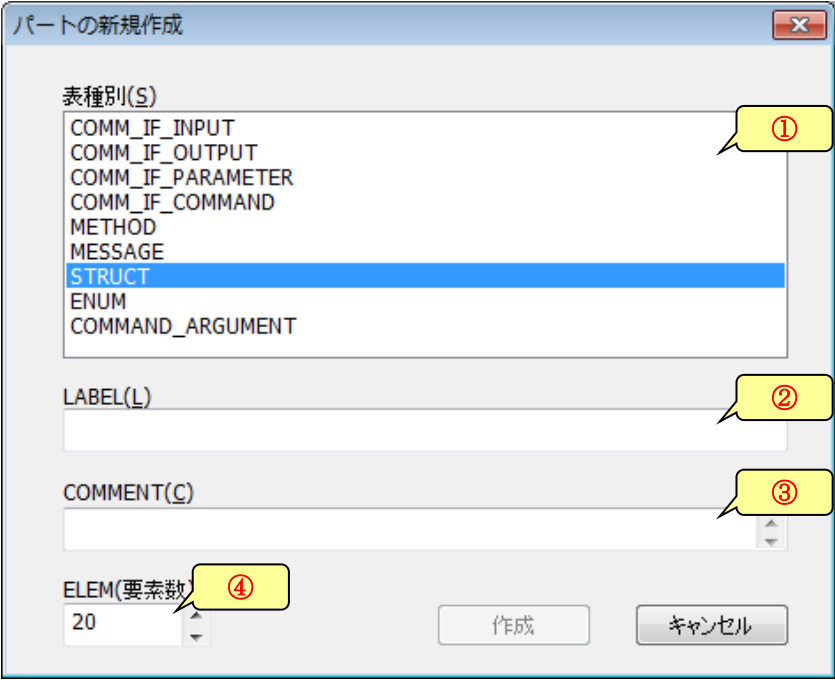 パートの新規作成
表種別(S)
①
COMM_IF_INPUT
COMM_IF_OUTPUT
COMM_IF_PARAMETER
COMM_IF_COMMAND
METHOD
MESSAGE
STRUCT
ENUM
COMMAND_ARGUMENT
LABEL(L)
②
COMMENT(C)
③
ELEM(要素数)
④
20
作成
キャンセル